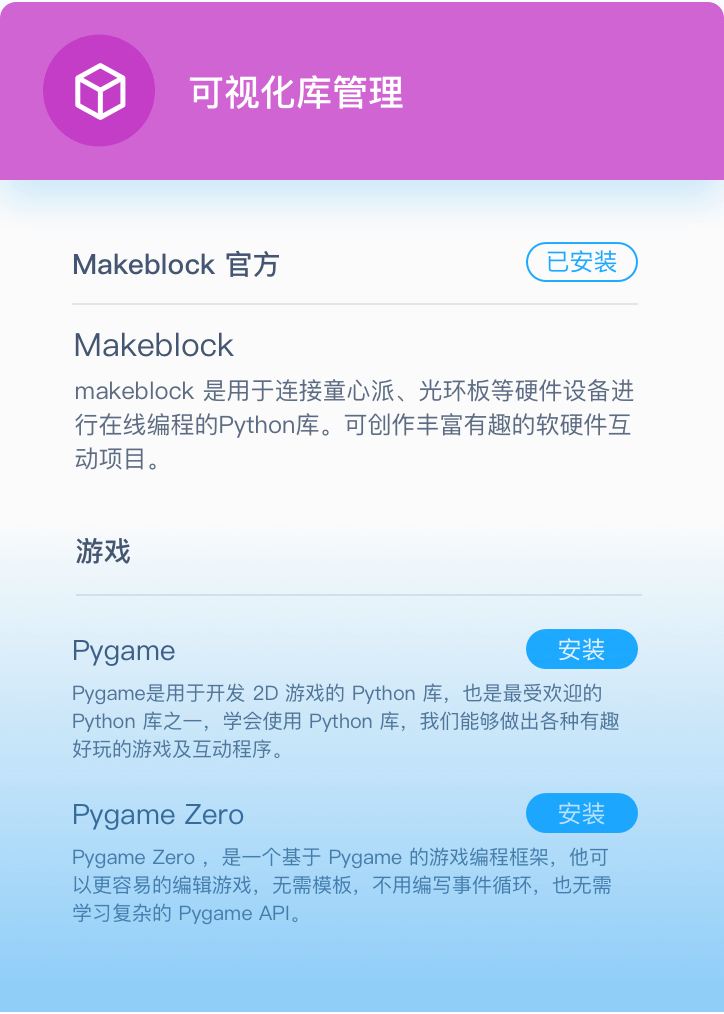 可视化库管理
Makeblock 官方
已安装
Makeblock
makeblock 是用于连接童心派、光环板等硬件设备进
行在线编程的Python库。可创作丰富有趣的软硬件互
动项目。
游戏
Pygame
安装
Pygame是用于开发 2D 游戏的 Python 库，也是最受欢迎的
Python 库之一，学会使用 Python 库，我们能够做出各种有趣
好玩的游戏及互动程序。
Pygame Zero
安装
Pygame Zero ，是一个基于 Pygame 的游戏编程框架，他可
以更容易的编辑游戏，无需模板，不用编写事件循环，也无需
学习复杂的 Pygame API。